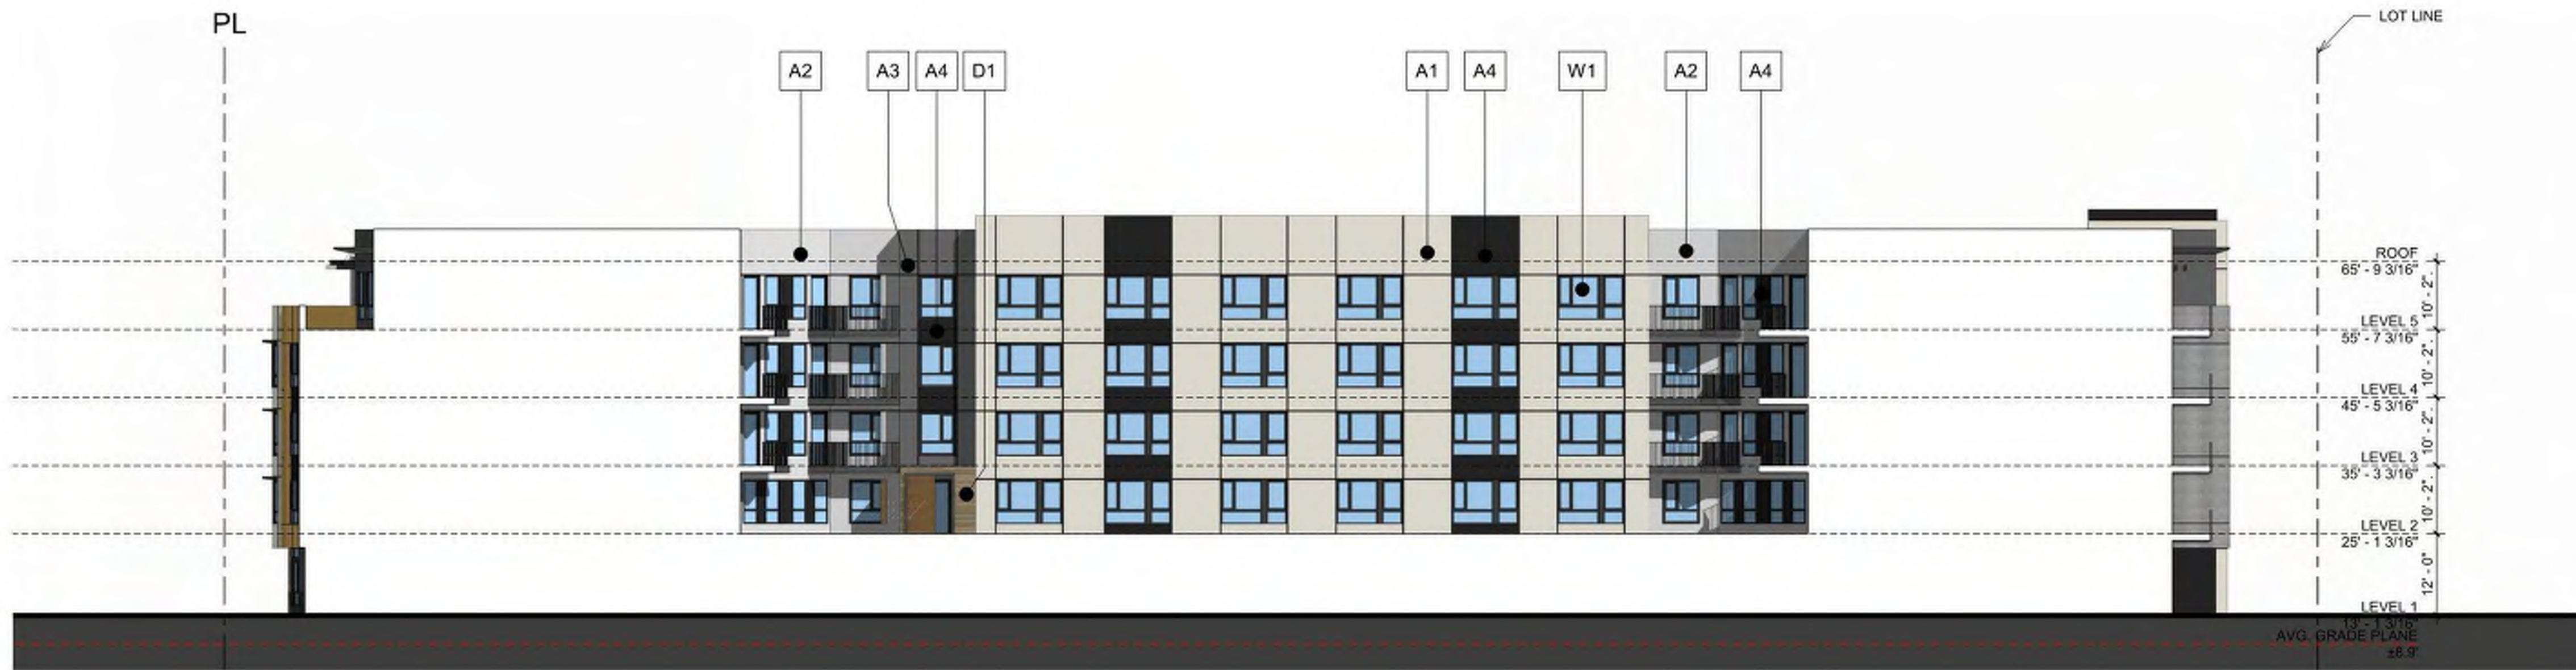 PL
LOT LINE
A2
A3
A4
D1
A1
A4
W1
A2
A4
ROOF
65' - 9 3/16"
10' - 2"
LEVEL 5
55' - 7 3/16"
10' - 2"
LEVEL 4
45' - 5 3/16"
10' - 2"
LEVEL 3
35' - 3 3/16"
10' - 2"
LEVEL 2
25' - 1 3/16"
12' - 0"
LEVEL 1
13' - 1 3/16"
AVG. GRADE PLANE
±8.9'